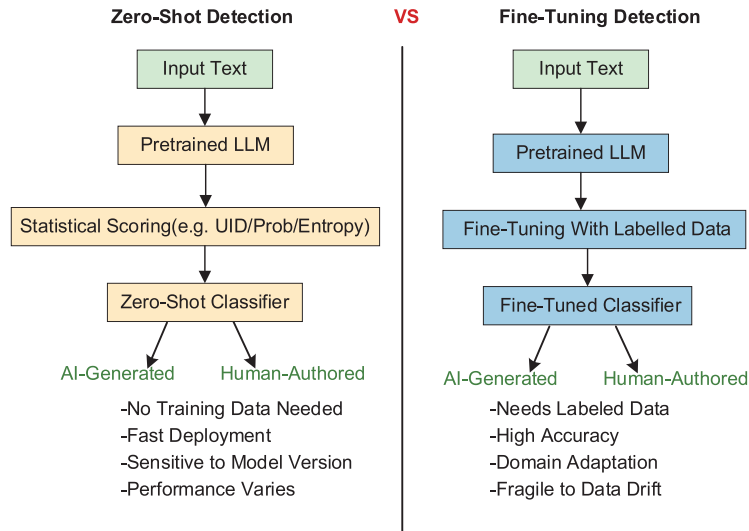 Zero-Shot Detection
VS
Fine-Tuning Detection
Input Text
Pretrained LLM
Statistical Scoring(e.g. UID/Prob/Entropy)
Zero-Shot Classifier
AI-Generated
Human-Authored
-No Training Data Needed
-Fast Deployment
-Sensitive to Model Version
-Performance Varies
Input Text
Pretrained LLM
Fine-Tuning With Labelled Data
Fine-Tuned Classifier
AI-Generated
Human-Authored
-Needs Labeled Data
-High Accuracy
-Domain Adaptation
-Fragile to Data Drift